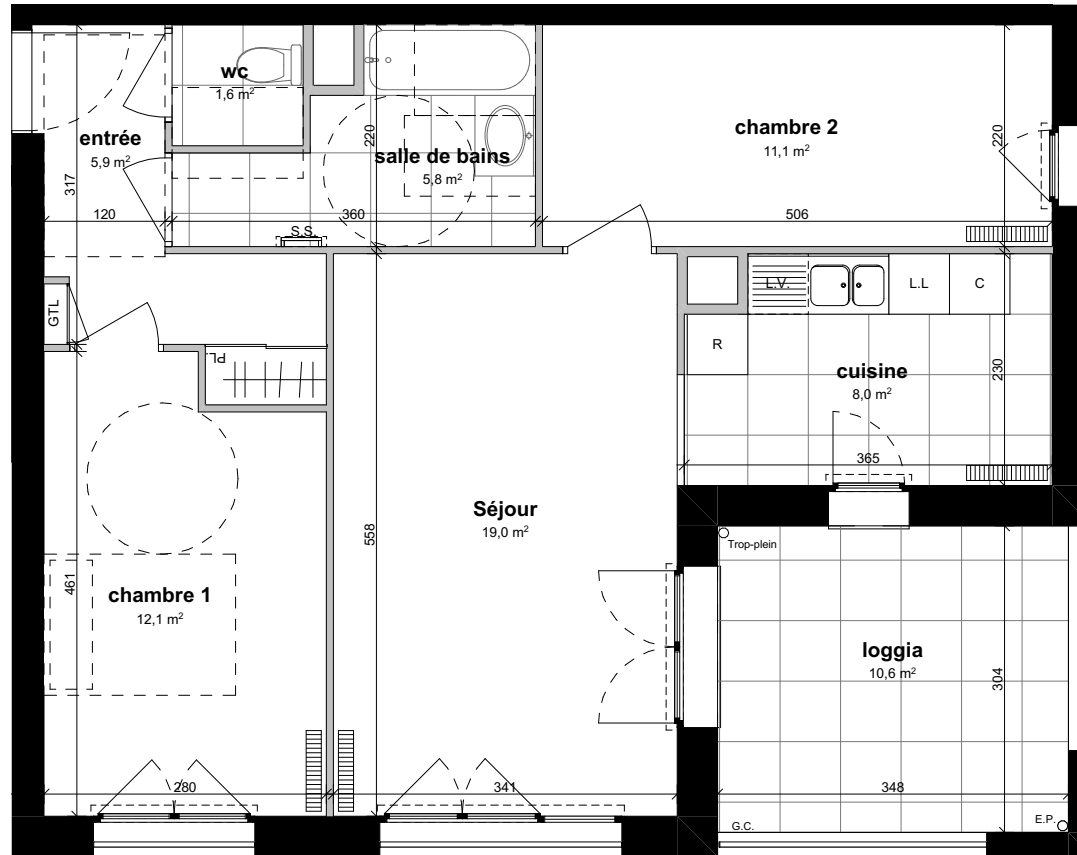 wc
1,6 m²
entrée
5,9 m²
salle de bains
5,8 m²
chambre 2
11,1 m²
220
220
317
120
360
506
S.S.
GTL
PL.
L.V.
L.L
C
R
cuisine
8,0 m²
230
365
Séjour
19,0 m²
558
Trop-plein
461
chambre 1
12,1 m²
loggia
10,6 m²
304
280
341
348
G.C.
E.P.